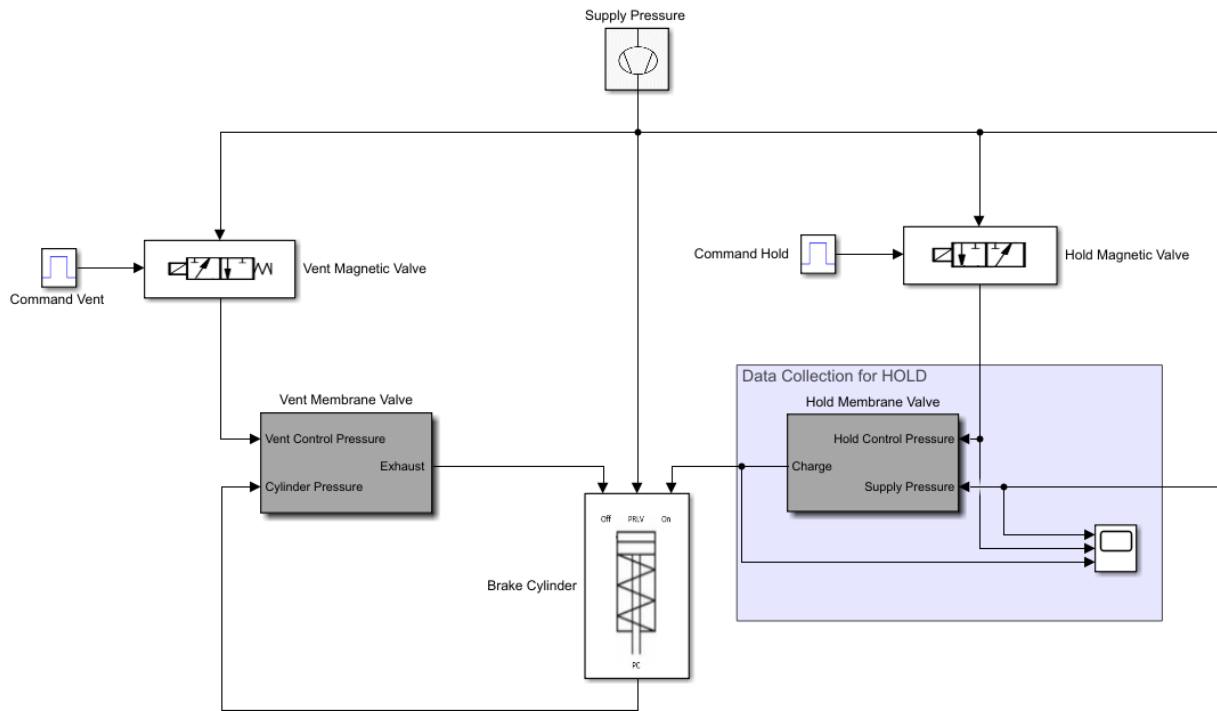 Supply Pressure
Command Vent
Vent Magnetic Valve
Command Hold
Hold Magnetic Valve
Data Collection for HOLD
Vent Membrane Valve
Vent Control Pressure
Exhaust
Cylinder Pressure
Hold Membrane Valve
Hold Control Pressure
Charge
Supply Pressure
Off PRLV On
Brake Cylinder
PC